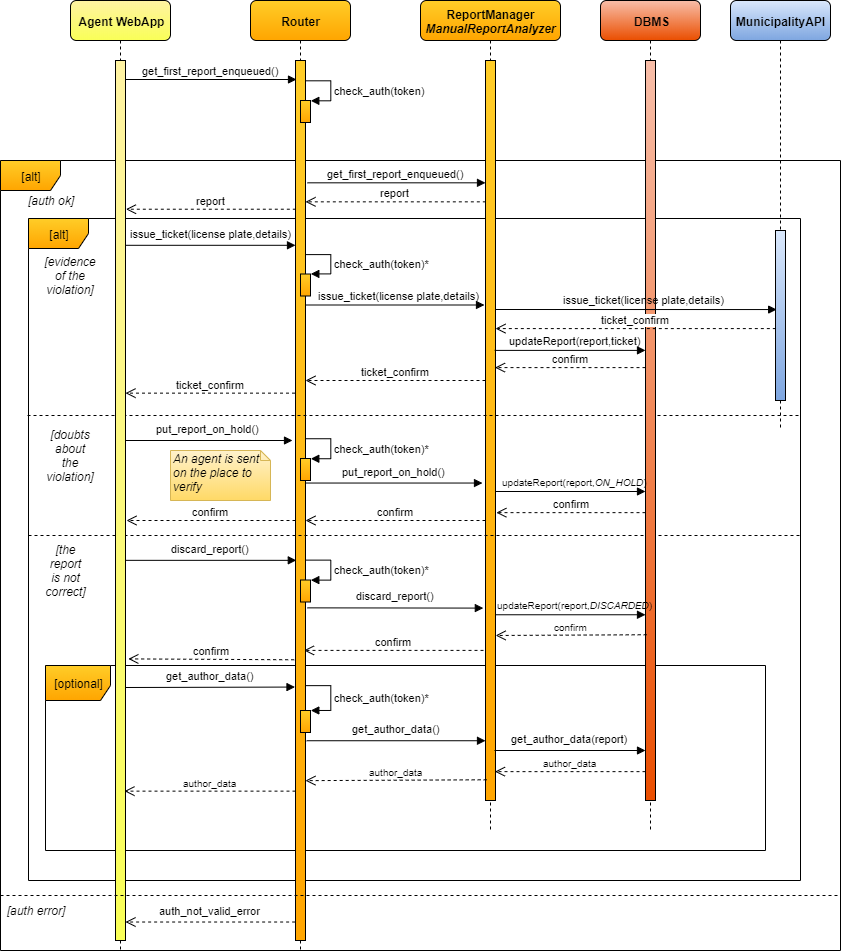 Agent WebApp
Router
ReportManager
ManualReportAnalyzer
DBMS
MunicipalityAPI
get_first_report_enqueued()
check_auth(token)
[alt]
[auth ok]
get_first_report_enqueued()
report
report
[alt]
[evidence
of the
violation]
issue_ticket(license plate,details)
check_auth(token)*
issue_ticket(license plate,details)
issue_ticket(license plate,details)
ticket_confirm
updateReport(report,ticket)
confirm
ticket_confirm
ticket_confirm
[doubts
about
the
violation]
put_report_on_hold()
check_auth(token)*
An agent is sent
on the place to
verify
put_report_on_hold()
updateReport(report,ON_HOLD)
confirm
confirm
confirm
[the
report
is not
correct]
discard_report()
check_auth(token)*
discard_report()
updateReport(report,DISCARDED)
confirm
confirm
confirm
[optional]
get_author_data()
check_auth(token)*
get_author_data()
get_author_data(report)
author_data
author_data
author_data
[auth error]
auth_not_valid_error